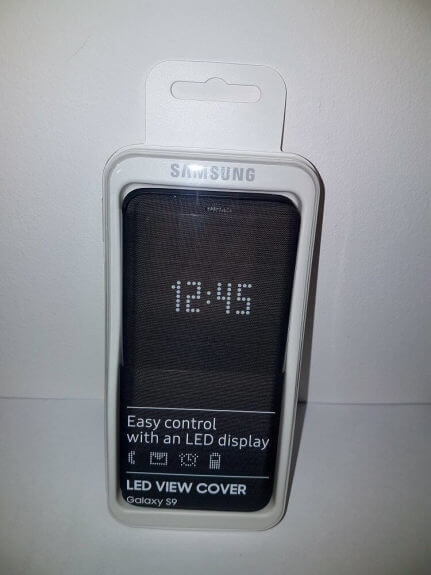 SAMSUNG
12:45
Easy control
with an LED display
LED VIEW COVER
Galaxy S9